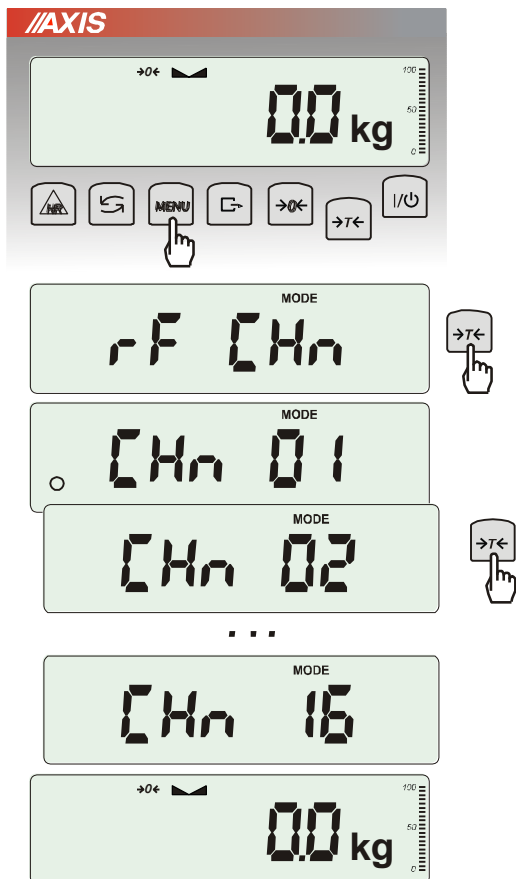 //AXIS
→0←
100
50
0
0.0 kg
HR MENU →0← →T← I/⏻
MODE
rF CHn →T←
MODE
CHn 01
MODE
CHn 02 →T←
...
MODE
CHn 16
→0←
100
50
0
0.0 kg